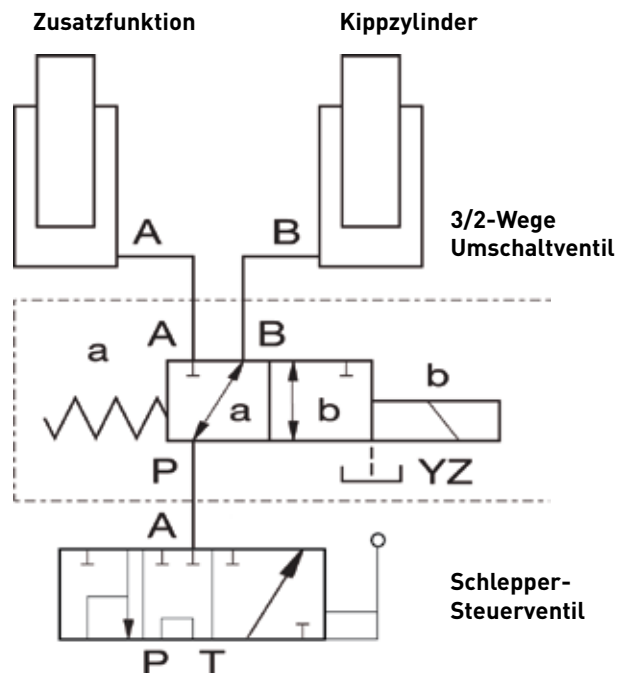 Zusatzfunktion
Kippzylinder
A
B
3/2-Wege
Umschaltventil
a
A
B
b
a
b
P
YZ
A
Schlepper-
Steuerventil
P T